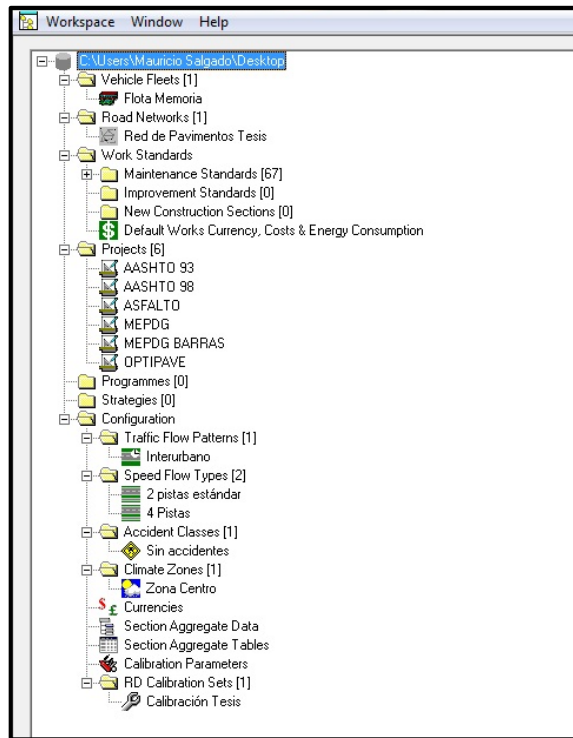 Workspace Window Help
C:\Users\Mauricio Salgado\Desktop
Vehicle Fleets [1]
Flota Memoria
Road Networks [1]
Red de Pavimentos Tesis
Work Standards
Maintenance Standards [67]
Improvement Standards [0]
New Construction Sections [0]
Default Works Currency, Costs & Energy Consumption
Projects [6]
AASHTO 93
AASHTO 98
ASFALTO
MEPDG
MEPDG BARRAS
OPTIPAVE
Programmes [0]
Strategies [0]
Configuration
Traffic Flow Patterns [1]
Interurbano
Speed Flow Types [2]
2 pistas estándar
4 Pistas
Accident Classes [1]
Sin accidentes
Climate Zones [1]
Zona Centro
Currencies
Section Aggregate Data
Section Aggregate Tables
Calibration Parameters
RD Calibration Sets [1]
Calibración Tesis